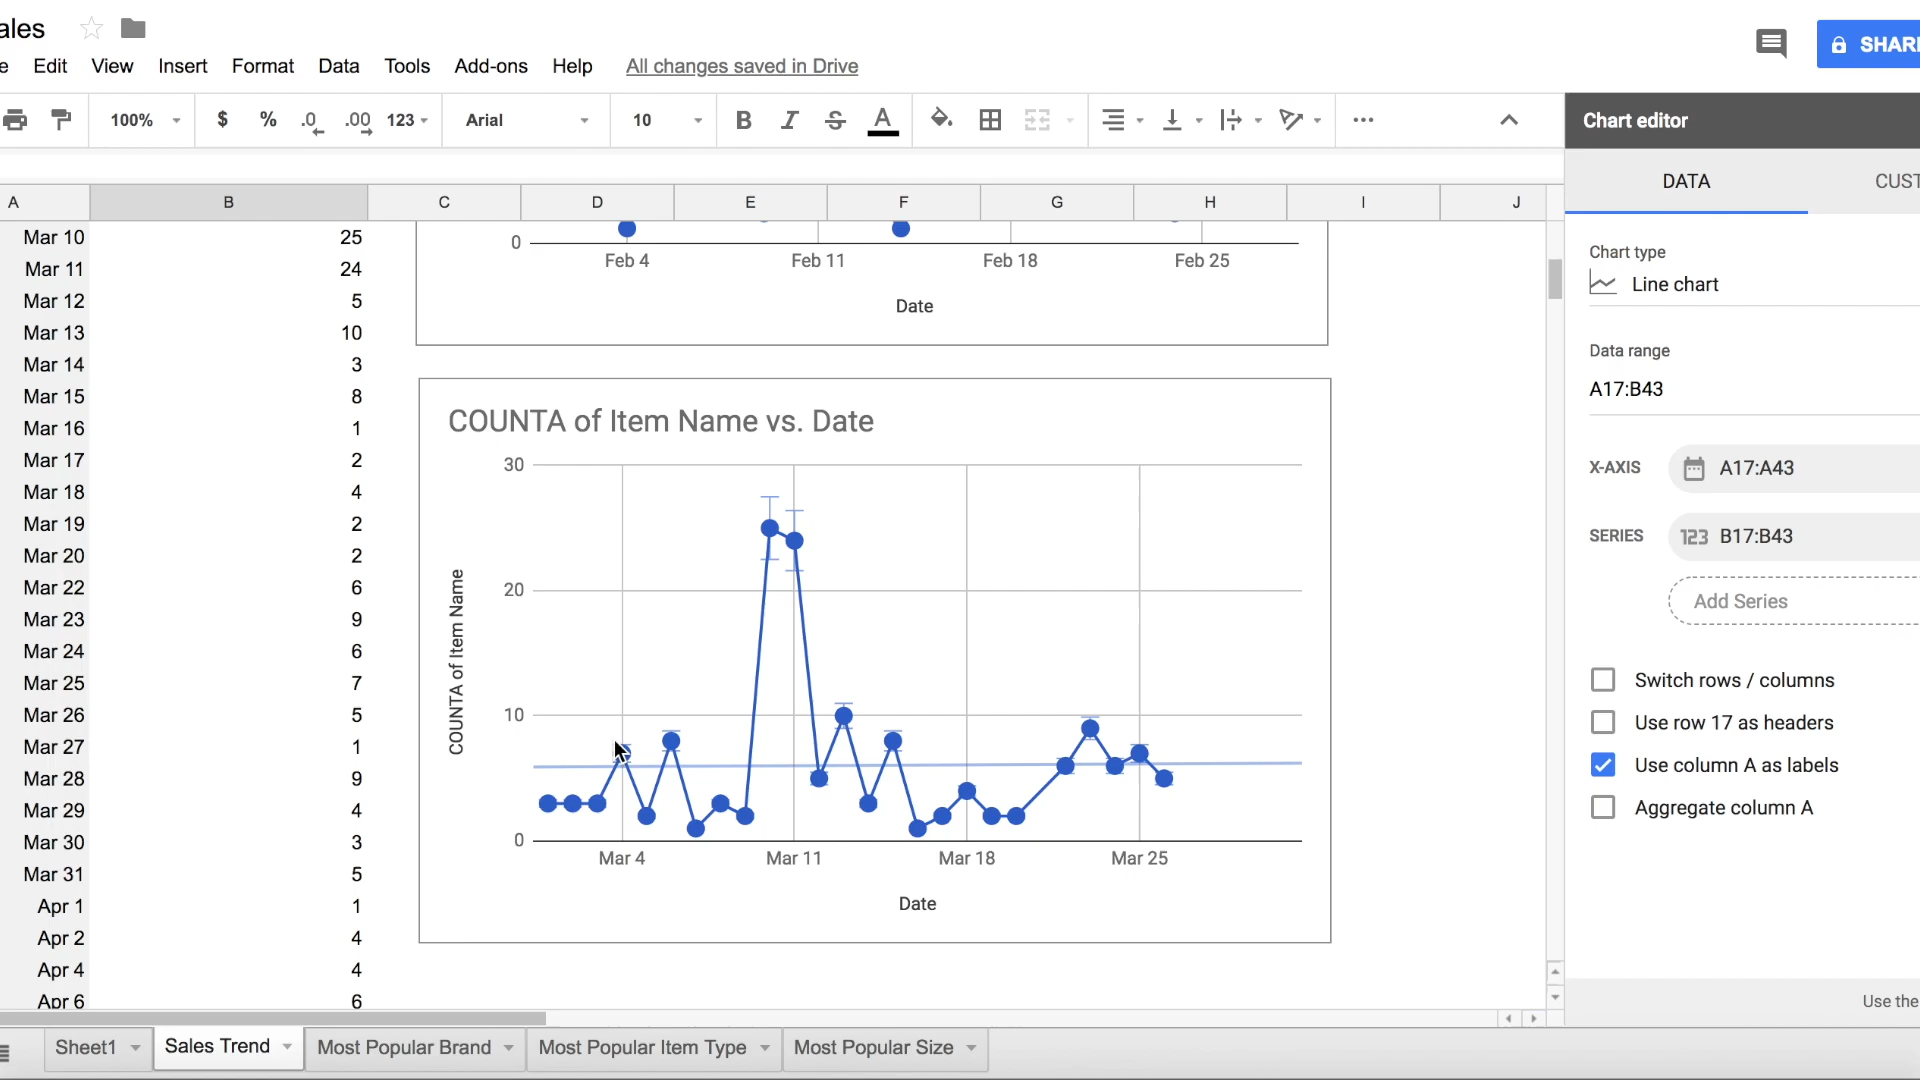 ales
e Edit View Insert Format Data Tools Add-ons Help All changes saved in Drive
SHARE
100% $ % .0 .00 123 Arial 10 B I S A ...
Chart editor
DATA CUST
A B C D E F G H I J
Mar 10 25
Mar 11 24
Mar 12 5
Mar 13 10
Mar 14 3
Mar 15 8
Mar 16 1
Mar 17 2
Mar 18 4
Mar 19 2
Mar 20 2
Mar 22 6
Mar 23 9
Mar 24 6
Mar 25 7
Mar 26 5
Mar 27 1
Mar 28 9
Mar 29 4
Mar 30 3
Mar 31 5
Apr 1 1
Apr 2 4
Apr 4 4
Apr 6 6
0
Feb 4 Feb 11 Feb 18 Feb 25
Date
COUNTA of Item Name vs. Date
COUNTA of Item Name
30
20
10
0
Mar 4 Mar 11 Mar 18 Mar 25
Date
Chart type
Line chart
Data range
A17:B43
X-AXIS A17:A43
SERIES 123 B17:B43
Add Series
Switch rows / columns
Use row 17 as headers
Use column A as labels
Aggregate column A
Use the
Sheet1 Sales Trend Most Popular Brand Most Popular Item Type Most Popular Size